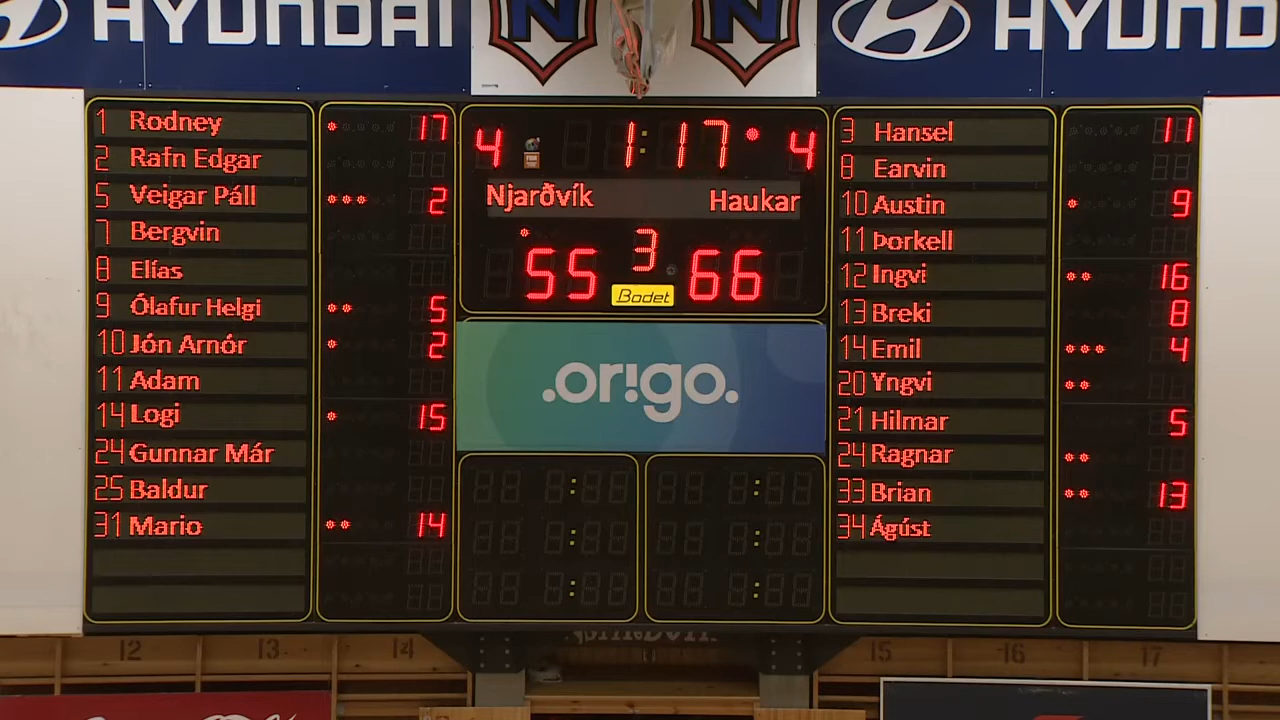 HYUNDAI
N
N
HYUND
1 Rodney 17
2 Rafn Edgar
5 Veigar Páll 2
7 Bergvin
8 Elías
9 Ólafur Helgi 5
10 Jón Arnór 2
11 Adam
14 Logi 15
24 Gunnar Már
25 Baldur
31 Mario 14
4 1:17 4
Njarðvík Haukar
55 3 66
Bodet
.origo.
3 Hansel 11
8 Earvin
10 Austin 9
11 Þorkell
12 Ingvi 16
13 Breki 8
14 Emil 4
20 Yngvi
21 Hilmar 5
24 Ragnar
33 Brian 13
34 Ágúst
12 13 14 15 16 17